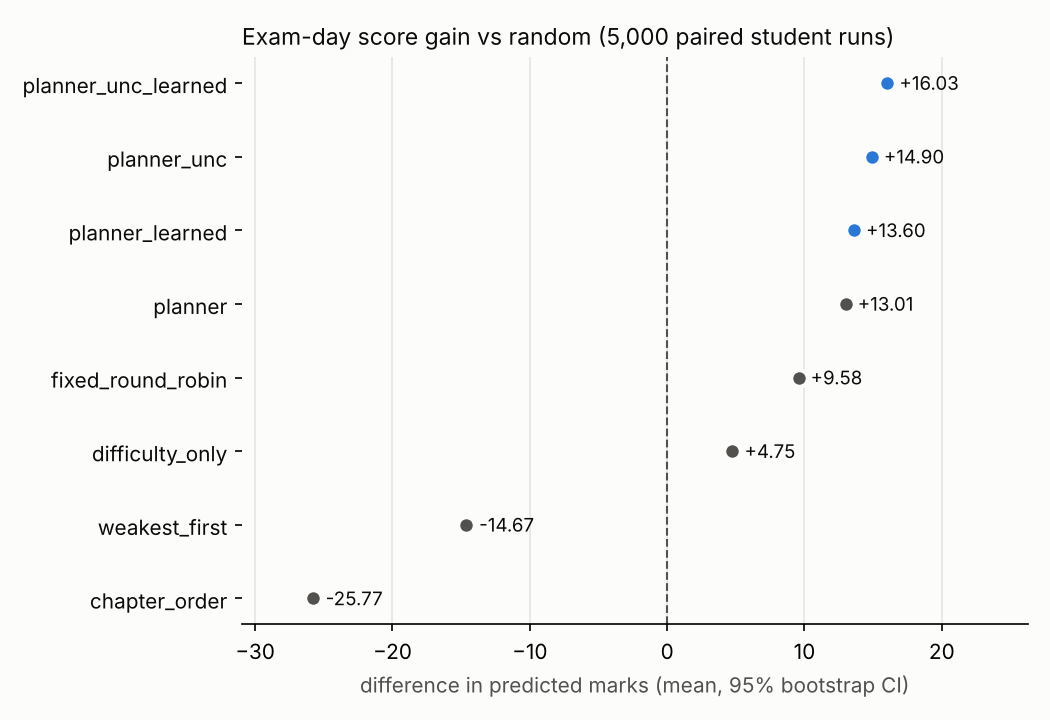 Exam-day score gain vs random (5,000 paired student runs)
planner_unc_learned +16.03
planner_unc +14.90
planner_learned +13.60
planner +13.01
fixed_round_robin +9.58
difficulty_only +4.75
weakest_first -14.67
chapter_order -25.77
−30 −20 −10 0 10 20
difference in predicted marks (mean, 95% bootstrap CI)